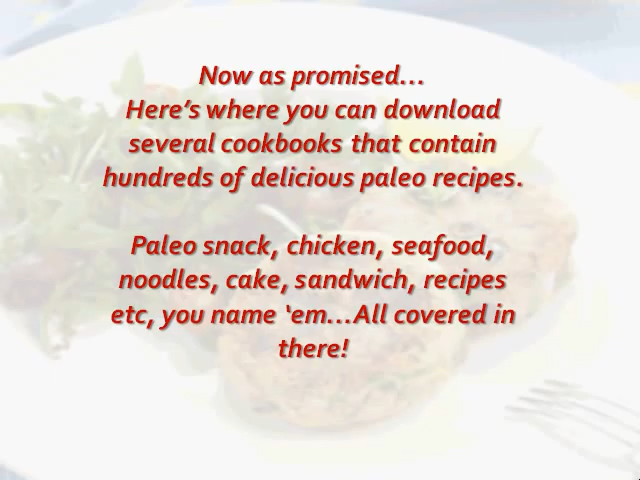 Now as promised...
Here's where you can download
several cookbooks that contain
hundreds of delicious paleo recipes.
Paleo snack, chicken, seafood,
noodles, cake, sandwich, recipes
etc, you name ‘em...All covered in
there!